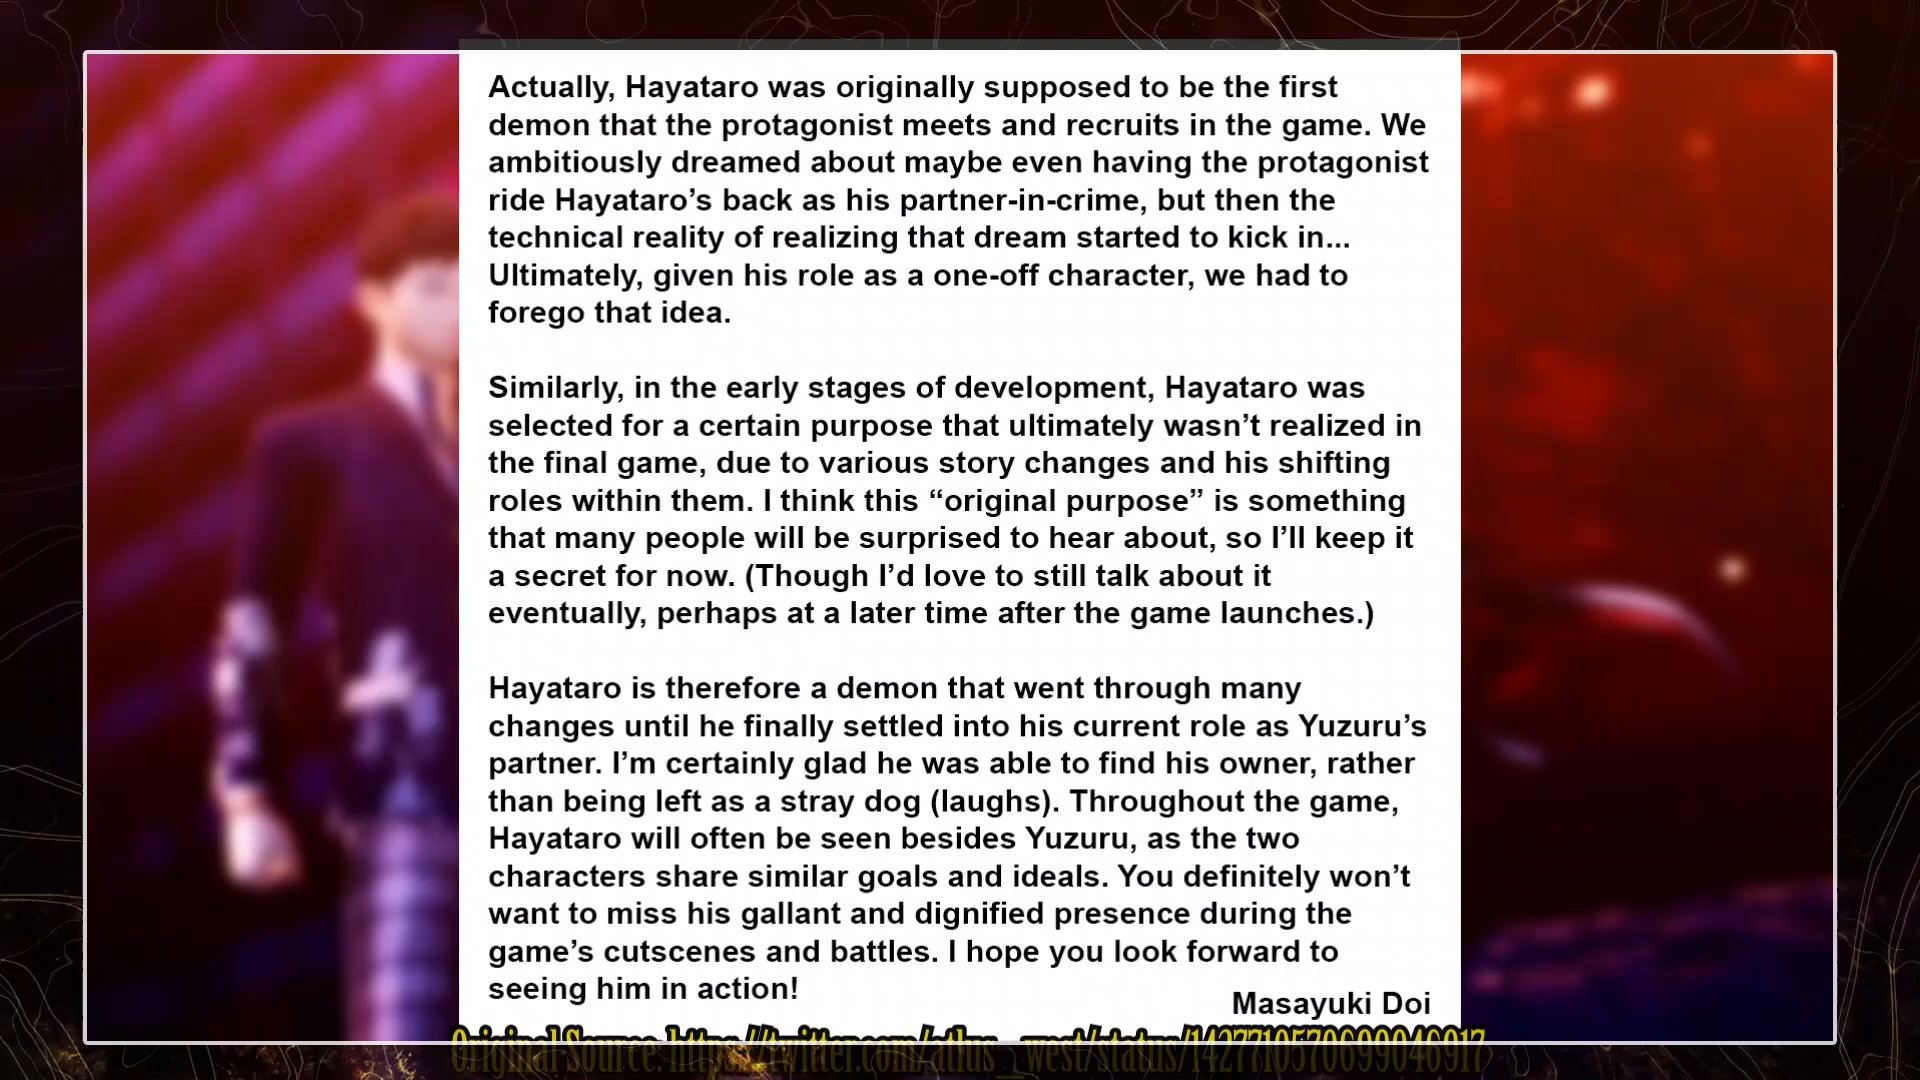 Actually, Hayataro was originally supposed to be the first
demon that the protagonist meets and recruits in the game. We
ambitiously dreamed about maybe even having the protagonist
ride Hayataro’s back as his partner-in-crime, but then the
technical reality of realizing that dream started to kick in...
Ultimately, given his role as a one-off character, we had to
forego that idea.
Similarly, in the early stages of development, Hayataro was
selected for a certain purpose that ultimately wasn’t realized in
the final game, due to various story changes and his shifting
roles within them. I think this “original purpose” is something
that many people will be surprised to hear about, so I’ll keep it
a secret for now. (Though I’d love to still talk about it
eventually, perhaps at a later time after the game launches.)
Hayataro is therefore a demon that went through many
changes until he finally settled into his current role as Yuzuru’s
partner. I’m certainly glad he was able to find his owner, rather
than being left as a stray dog (laughs). Throughout the game,
Hayataro will often be seen besides Yuzuru, as the two
characters share similar goals and ideals. You definitely won’t
want to miss his gallant and dignified presence during the
game’s cutscenes and battles. I hope you look forward to
seeing him in action!
Masayuki Doi
Original Source: https://twitter.com/atlus_west/status/1427710570699046917